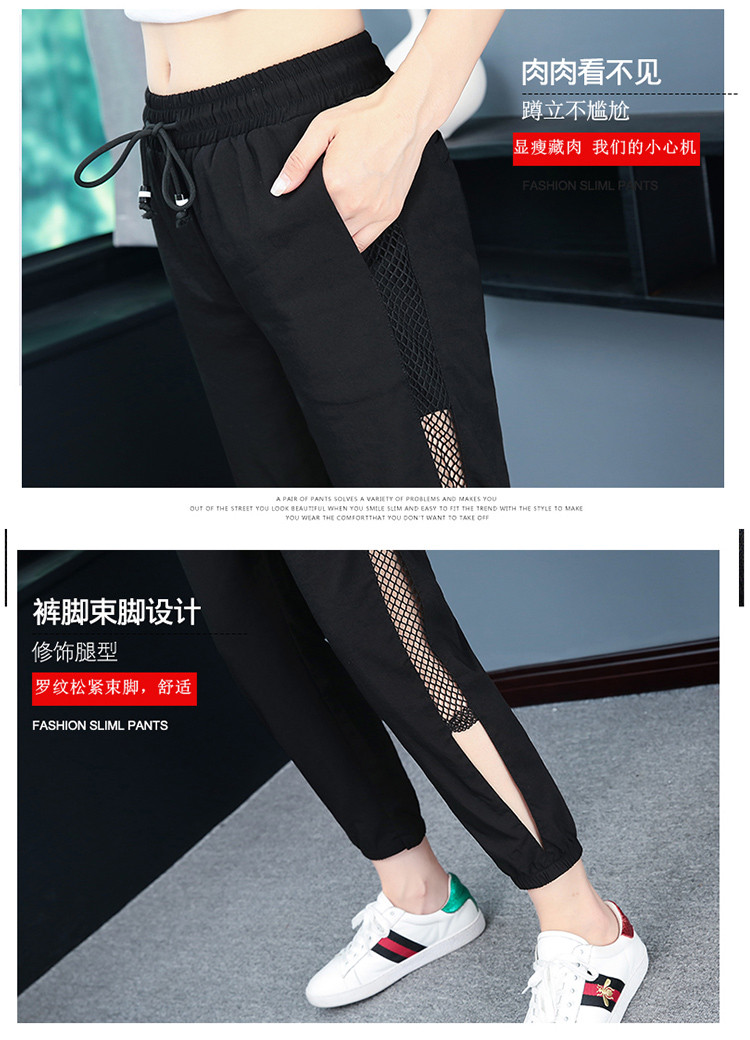 肉肉看不见
蹲立不尴尬
显瘦藏肉 我们的小心机
FASHION SLIML PANTS
A PAIR OF PANTS SOLVES A VARIETY OF PROBLEMS AND MAKES YOU
OUT OF THE STREET YOU LOOK BEAUTIFUL WHEN YOU SMILE SLIM AND EASY TO FIT THE TREND WITH THE STYLE TO MAKE
YOU WEAR THE COMFORTTHAT YOU DON'T WANT TO TAKE OFF
裤脚束脚设计
修饰腿型
罗纹松紧束脚，舒适
FASHION SLIML PANTS